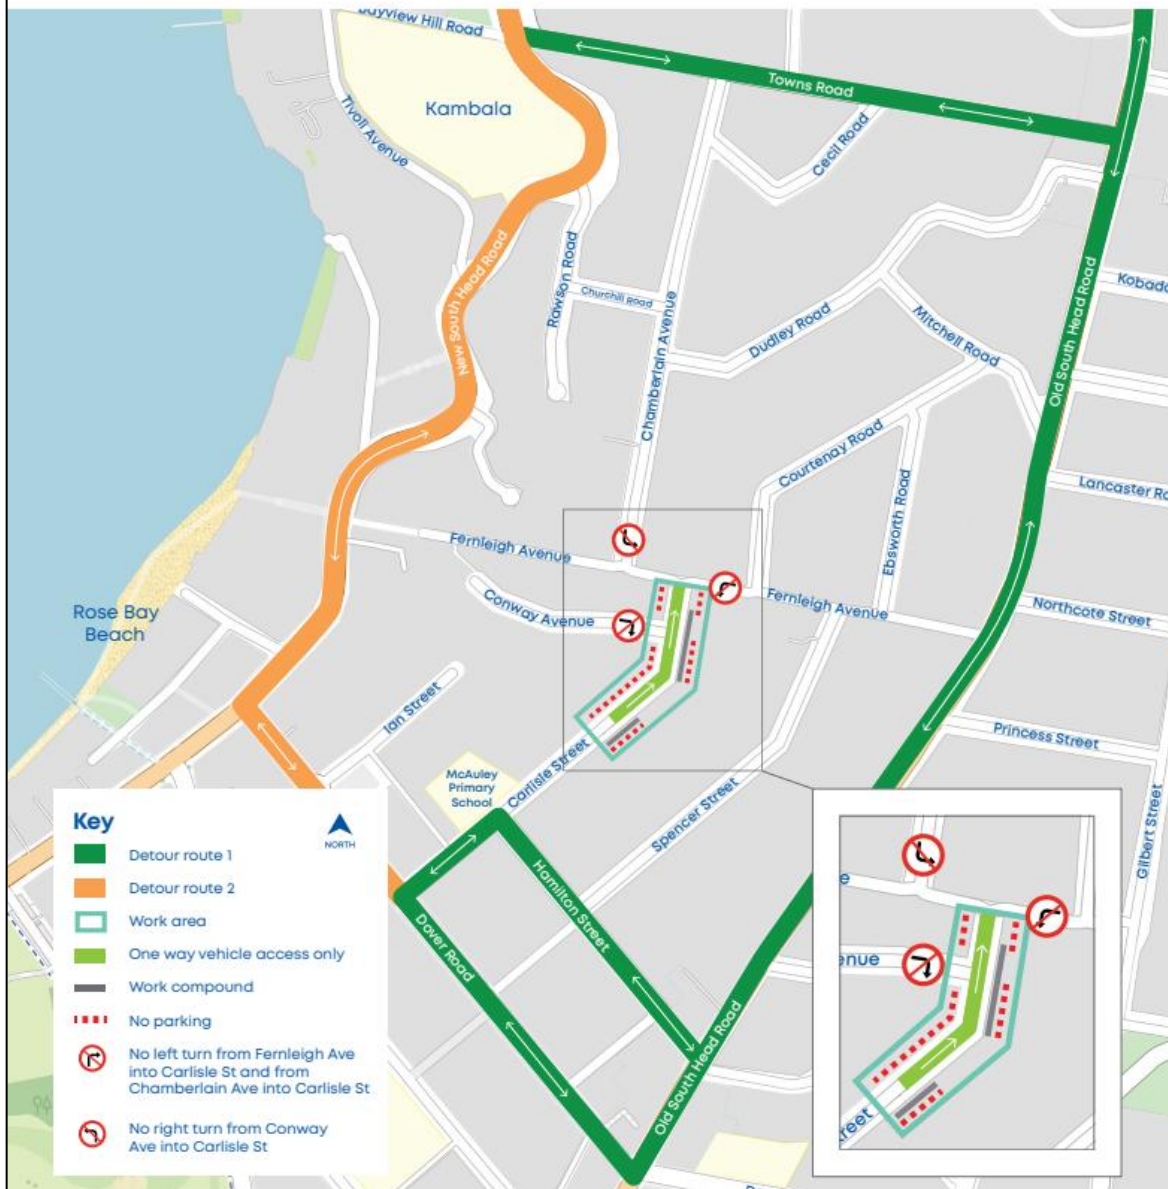 Bayview Hill Road
Kambala
Tivoli Avenue
Towns Road
Cecil Road
New South Head Road
Rawson Road
Churchill Road
Chamberlain Avenue
Dudley Road
Mitchell Road
Old South Head Road
Courtenay Road
Lancaster
Ebsworth Road
Fernleigh Avenue
Conway Avenue
Fernleigh Avenue
Northcote Street
Rose Bay
Beach
Ian Street
Princess Street
McAuley
Primary
School
Carlisle Street
Spencer Street
Gilbert Street
Hamilton Street
Dover Road
Old South Head Road
Key
NORTH
Detour route 1
Detour route 2
Work area
One way vehicle access only
Work compound
No parking
No left turn from Fernleigh Ave
into Carlisle St and from
Chamberlain Ave into Carlisle St
No right turn from Conway
Ave into Carlisle St
e
enue
reet